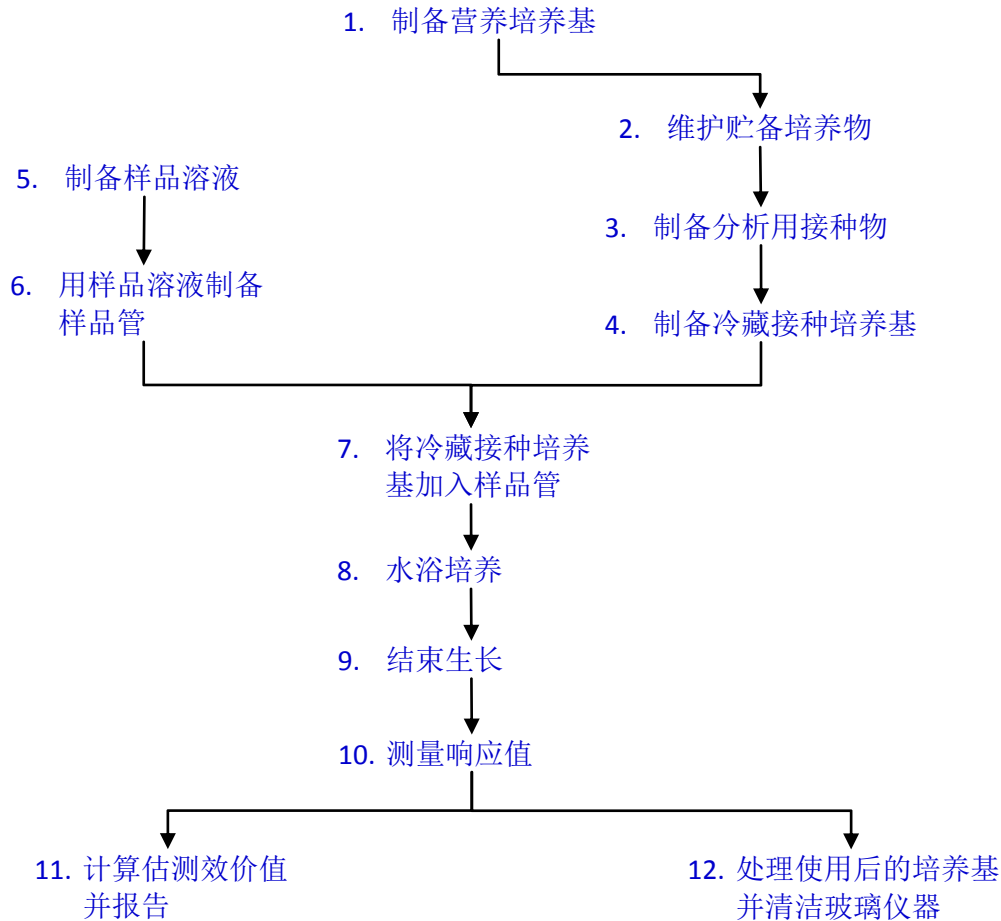 1. 制备营养培养基
2. 维护贮备培养物
3. 制备分析用接种物
4. 制备冷藏接种培养基
5. 制备样品溶液
6. 用样品溶液制备
样品管
7. 将冷藏接种培养
基加入样品管
8. 水浴培养
9. 结束生长
10. 测量响应值
11. 计算估测效价值
并报告
12. 处理使用后的培养基
并清洁玻璃仪器